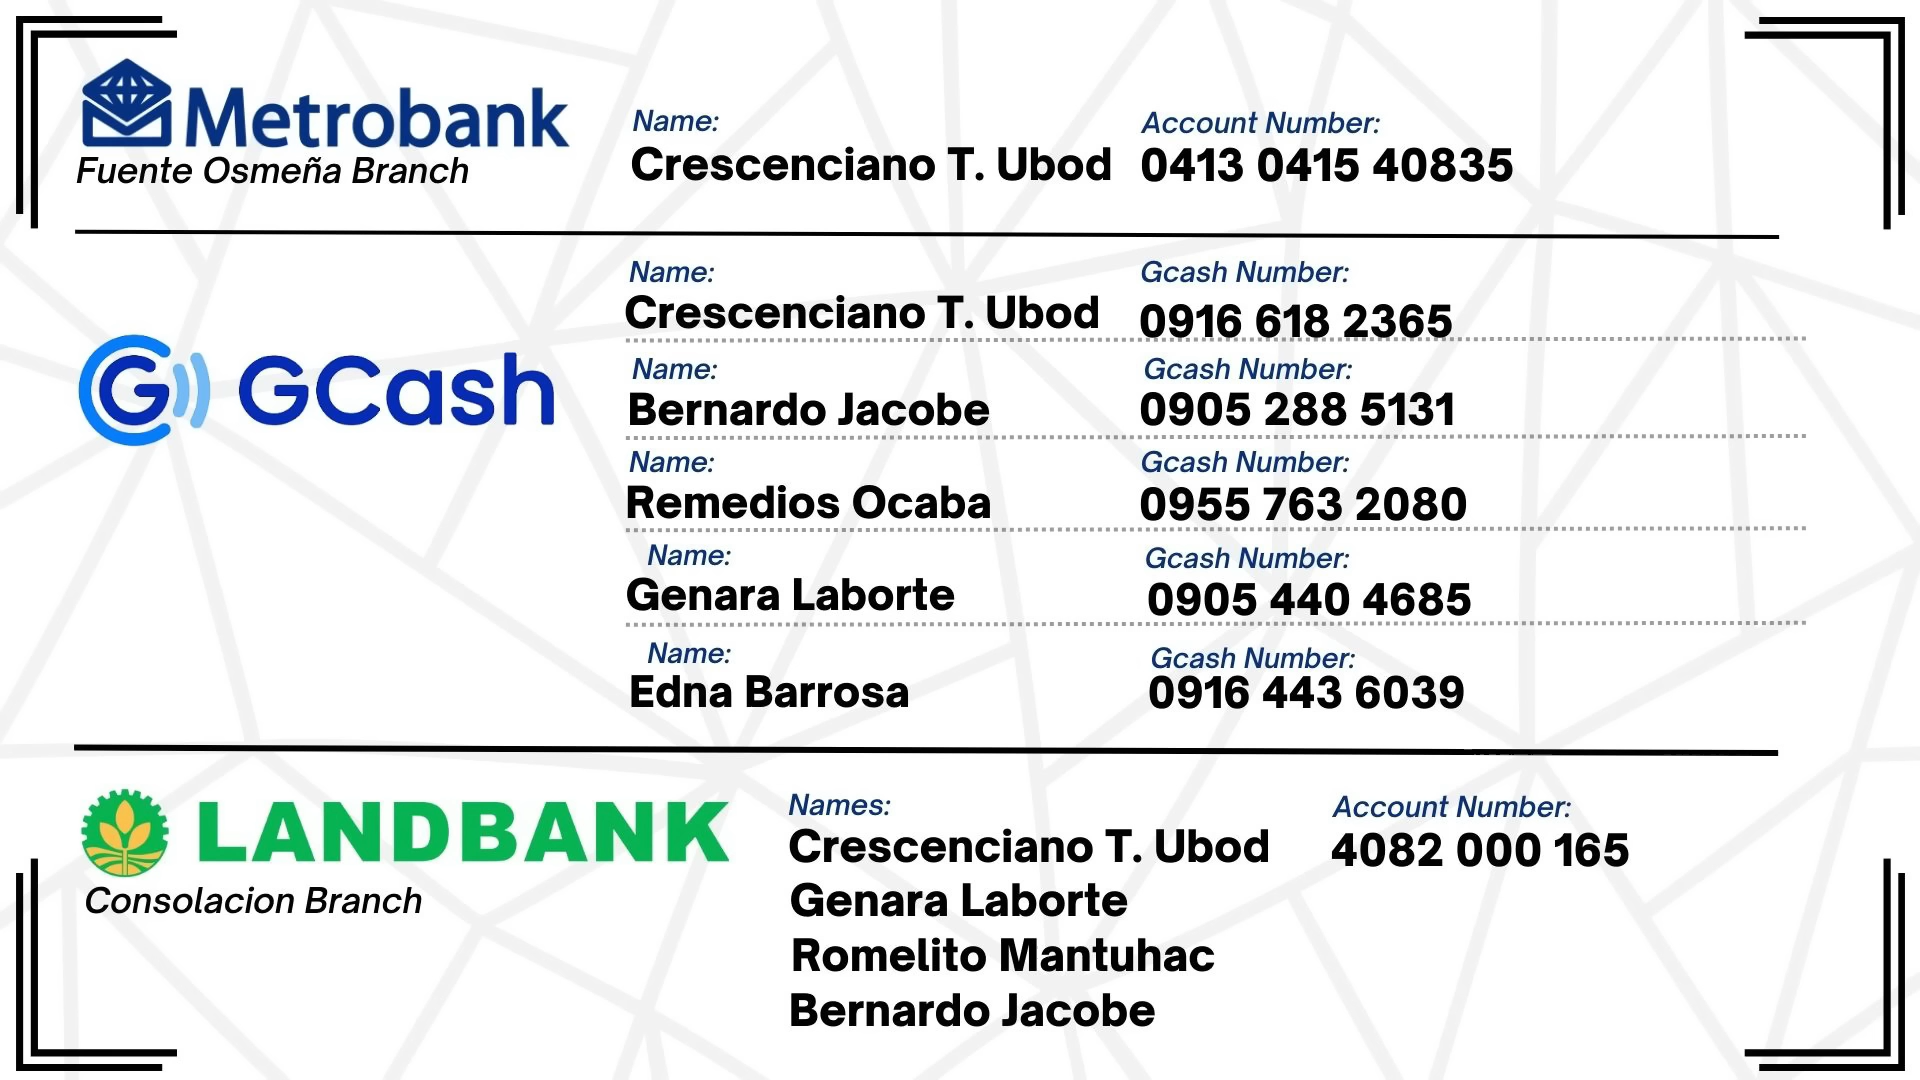 Metrobank
Fuente Osmeña Branch
Name:
Crescenciano T. Ubod
Account Number:
0413 0415 40835
GCash
Name:
Crescenciano T. Ubod
Gcash Number:
0916 618 2365
Name:
Bernardo Jacobe
Gcash Number:
0905 288 5131
Name:
Remedios Ocaba
Gcash Number:
0955 763 2080
Name:
Genara Laborte
Gcash Number:
0905 440 4685
Name:
Edna Barrosa
Gcash Number:
0916 443 6039
LANDBANK
Consolacion Branch
Names:
Crescenciano T. Ubod
Genara Laborte
Romelito Mantuhac
Bernardo Jacobe
Account Number:
4082 000 165